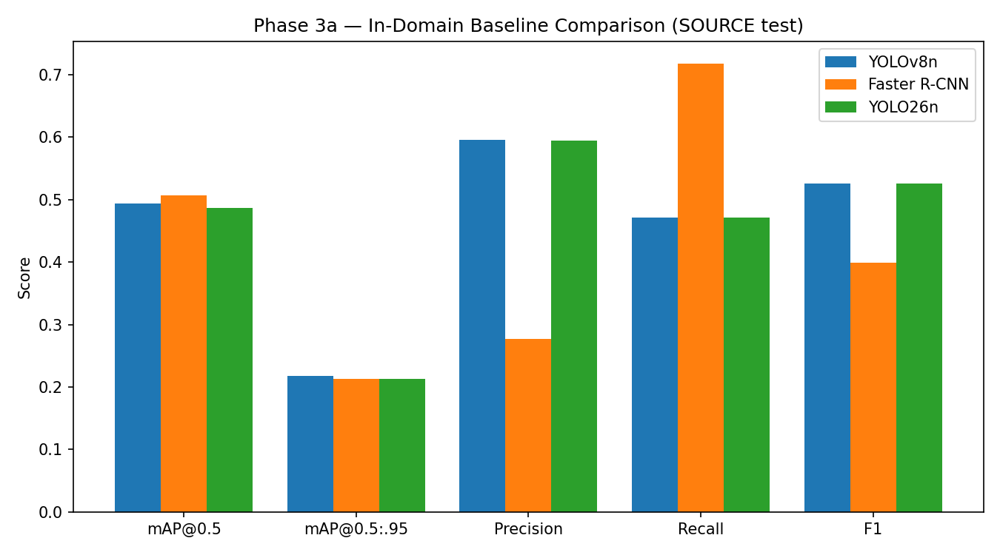 Phase 3a — In-Domain Baseline Comparison (SOURCE test)
YOLOv8n
Faster R-CNN
YOLO26n
Score
0.7
0.6
0.5
0.4
0.3
0.2
0.1
0.0
mAP@0.5
mAP@0.5:.95
Precision
Recall
F1